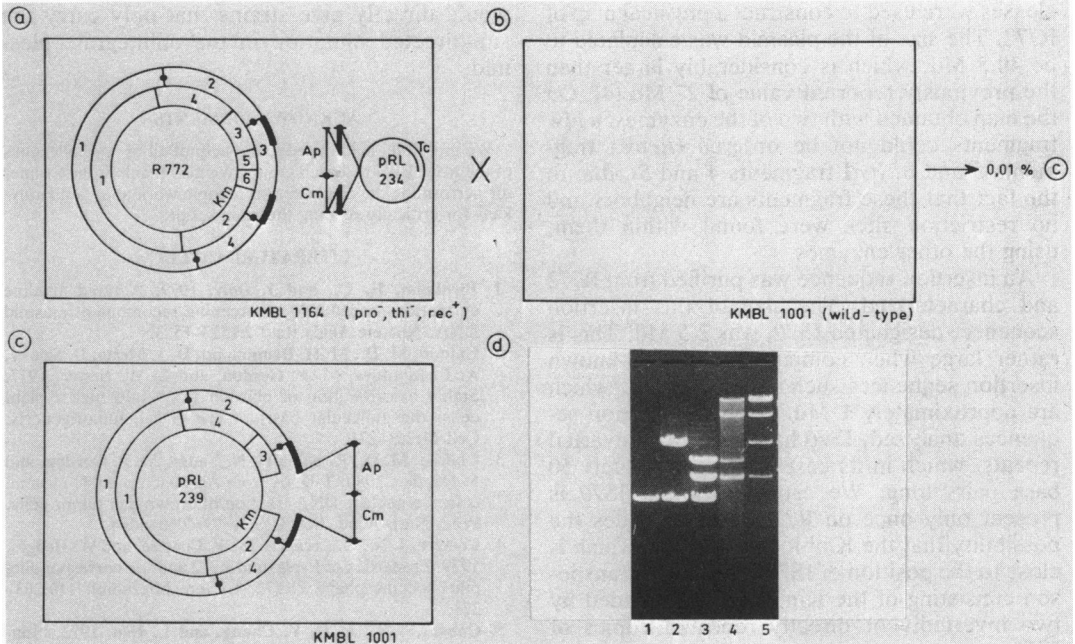 a
b
1
2
4
3
3
5
6
R 772
1
Km
2
4
Ap
Cm
pRL
234
Tc
X
0,01 % c
KMBL 1164 ( pro⁻, thi⁻, rec⁺ )
KMBL 1001 (wild-type)
c
d
2
4
3
1
1
pRL
239
Km
2
4
Ap
Cm
KMBL 1001
1 2 3 4 5